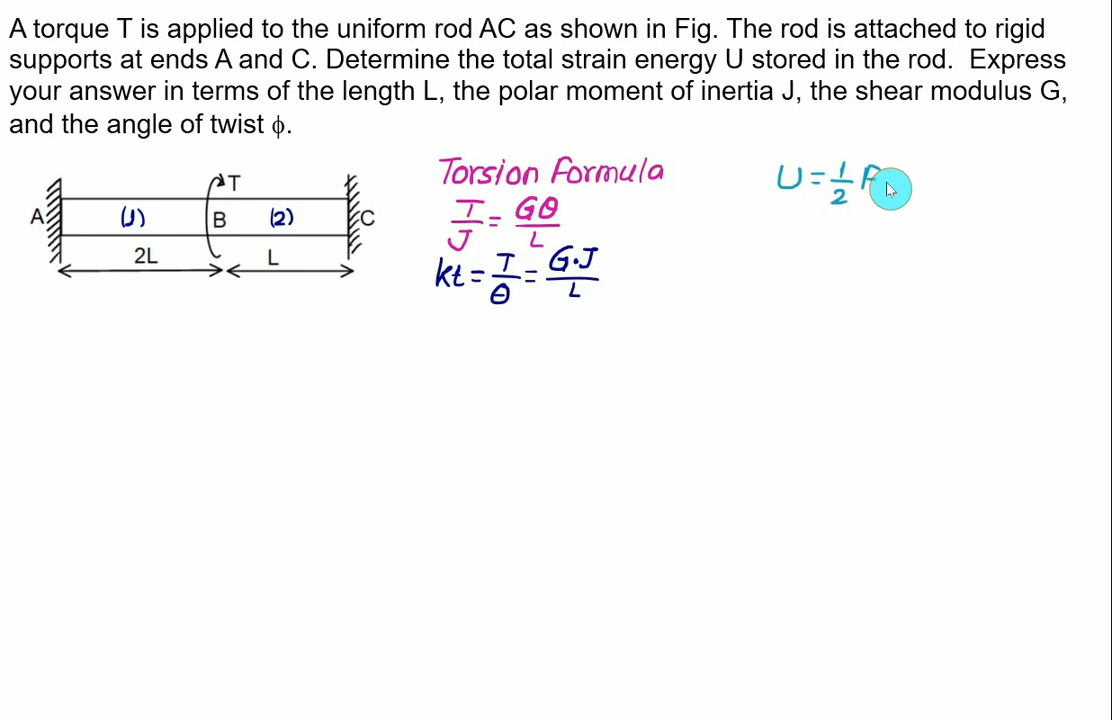 A torque T is applied to the uniform rod AC as shown in Fig. The rod is attached to rigid
supports at ends A and C. Determine the total strain energy U stored in the rod.  Express
your answer in terms of the length L, the polar moment of inertia J, the shear modulus G,
and the angle of twist ϕ.
T
A (1) B (2) C
2L L
Torsion formula
T/J = Gθ/L
kt = T/θ = G·J/L
U = 1/2 F